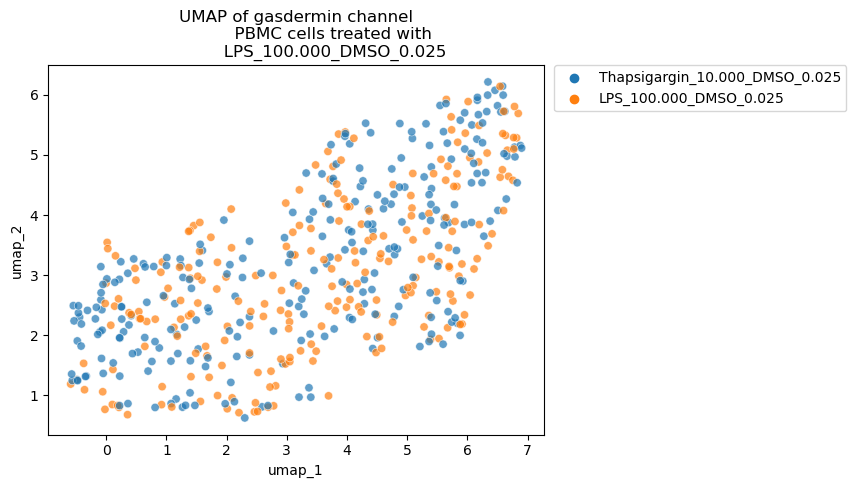 UMAP of gasdermin channel
PBMC cells treated with
LPS_100.000_DMSO_0.025
Thapsigargin_10.000_DMSO_0.025
LPS_100.000_DMSO_0.025
umap_2
6
5
4
3
2
1
0 1 2 3 4 5 6 7
umap_1